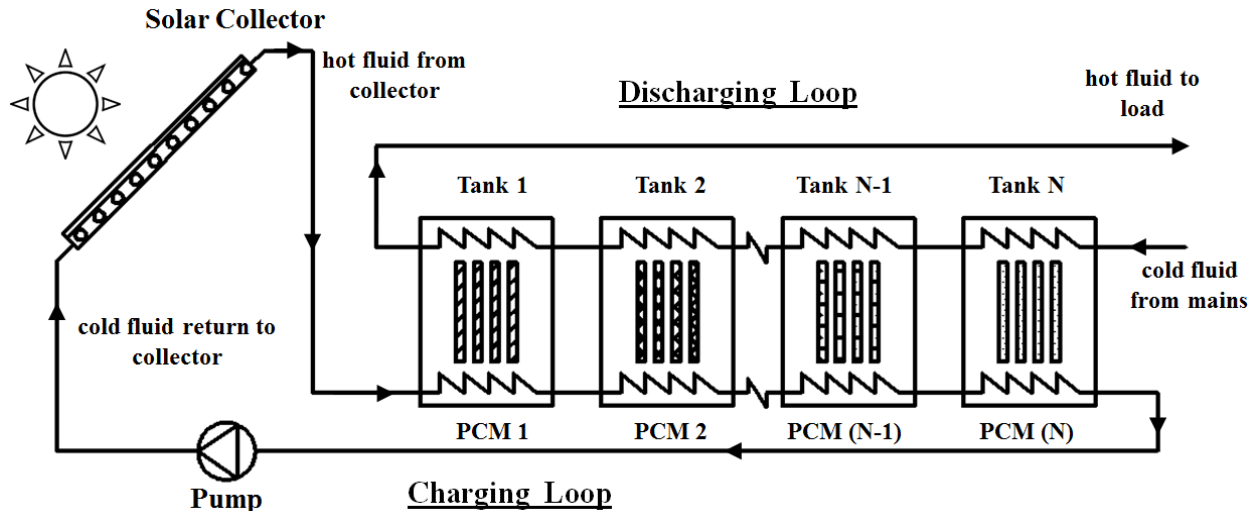 Solar Collector
hot fluid from
collector
Discharging Loop
hot fluid to
load
Tank 1
Tank 2
Tank N-1
Tank N
cold fluid
from mains
cold fluid return to
collector
PCM 1
PCM 2
PCM (N-1)
PCM (N)
Pump
Charging Loop